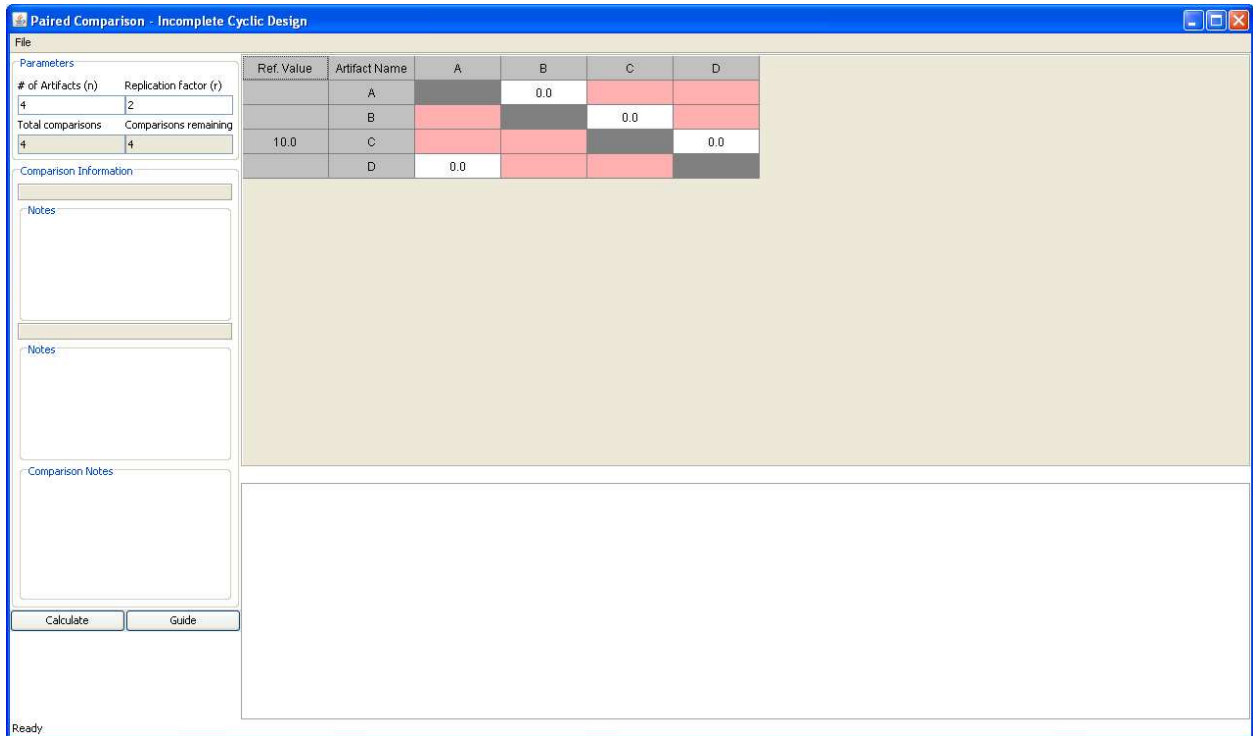 Paired Comparison - Incomplete Cyclic Design
File
Parameters
# of Artifacts (n) Replication factor (r)
4 2
Total comparisons Comparisons remaining
4 4
Comparison Information
Notes
Notes
Comparison Notes
Calculate Guide
Ref. Value Artifact Name A B C D
A 0.0
B 0.0
10.0 C 0.0
D 0.0
Ready